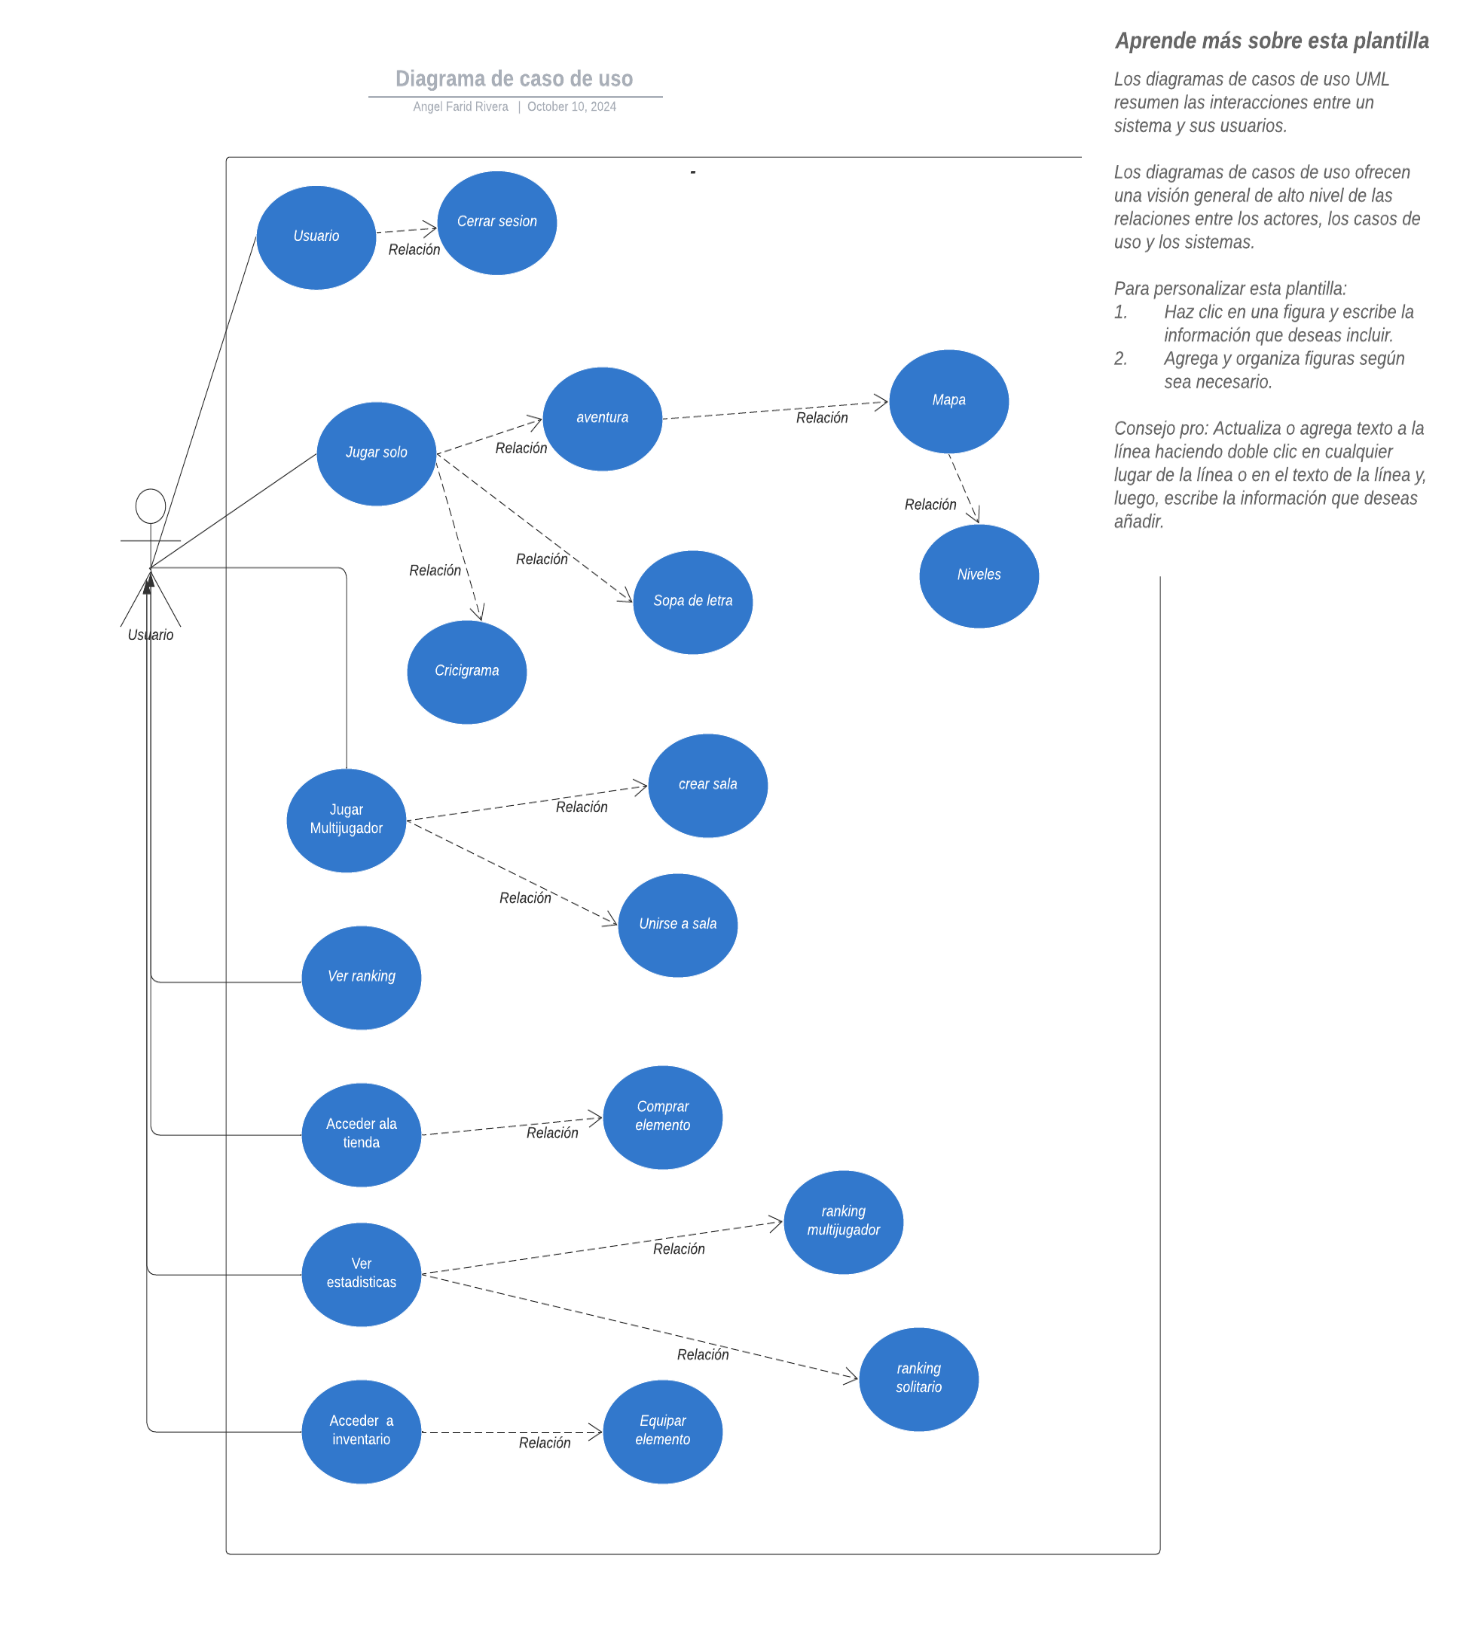 Aprende más sobre esta plantilla
Los diagramas de casos de uso UML
resumen las interacciones entre un
sistema y sus usuarios.
Los diagramas de casos de uso ofrecen
una visión general de alto nivel de las
relaciones entre los actores, los casos de
uso y los sistemas.
Para personalizar esta plantilla:
1. Haz clic en una figura y escribe la
información que deseas incluir.
2. Agrega y organiza figuras según
sea necesario.
Consejo pro: Actualiza o agrega texto a la
línea haciendo doble clic en cualquier
lugar de la línea o en el texto de la línea y,
luego, escribe la información que deseas
añadir.
Diagrama de caso de uso
Angel Farid Rivera | October 10, 2024
-
Usuario
Relación
Cerrar sesion
Jugar solo
Relación
aventura
Relación
Mapa
Relación
Niveles
Relación
Sopa de letra
Relación
Cricigrama
Usuario
Jugar
Multijugador
Relación
crear sala
Relación
Unirse a sala
Ver ranking
Acceder ala
tienda
Relación
Comprar
elemento
Ver
estadisticas
Relación
ranking
multijugador
Relación
ranking
solitario
Acceder a
inventario
Relación
Equipar
elemento